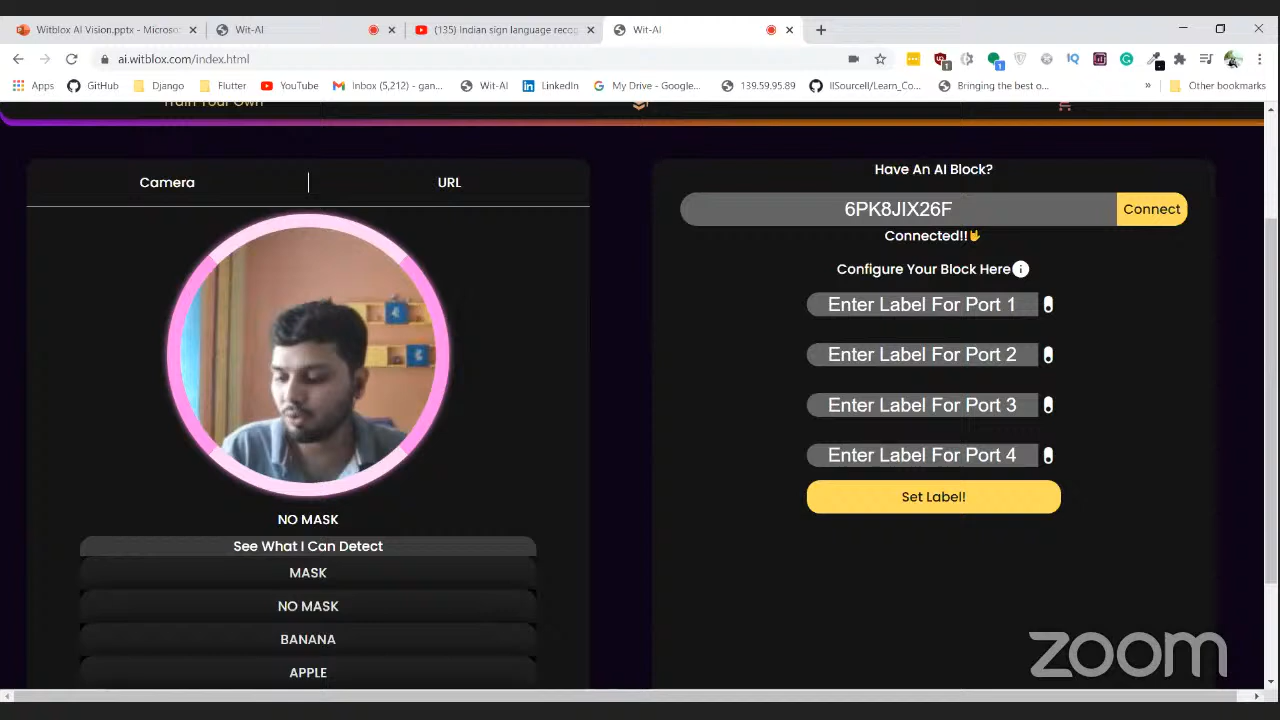 Witblox AI Vision.pptx - Micros
Wit-AI
(135) Indian sign language recog
Wit-AI
ai.witblox.com/index.html
Apps
GitHub
Django
Flutter
YouTube
Inbox (5,212) - gan...
Wit-AI
LinkedIn
My Drive - Google...
139.59.95.89
llSourcell/Learn_Co...
Bringing the best o...
»
Other bookmarks
Train Your Own
Camera
URL
NO MASK
See What I Can Detect
MASK
NO MASK
BANANA
APPLE
Have An AI Block?
6PK8JIX26F
Connect
Connected!!🤟
Configure Your Block Here
Enter Label For Port 1
Enter Label For Port 2
Enter Label For Port 3
Enter Label For Port 4
Set Label!
zoom